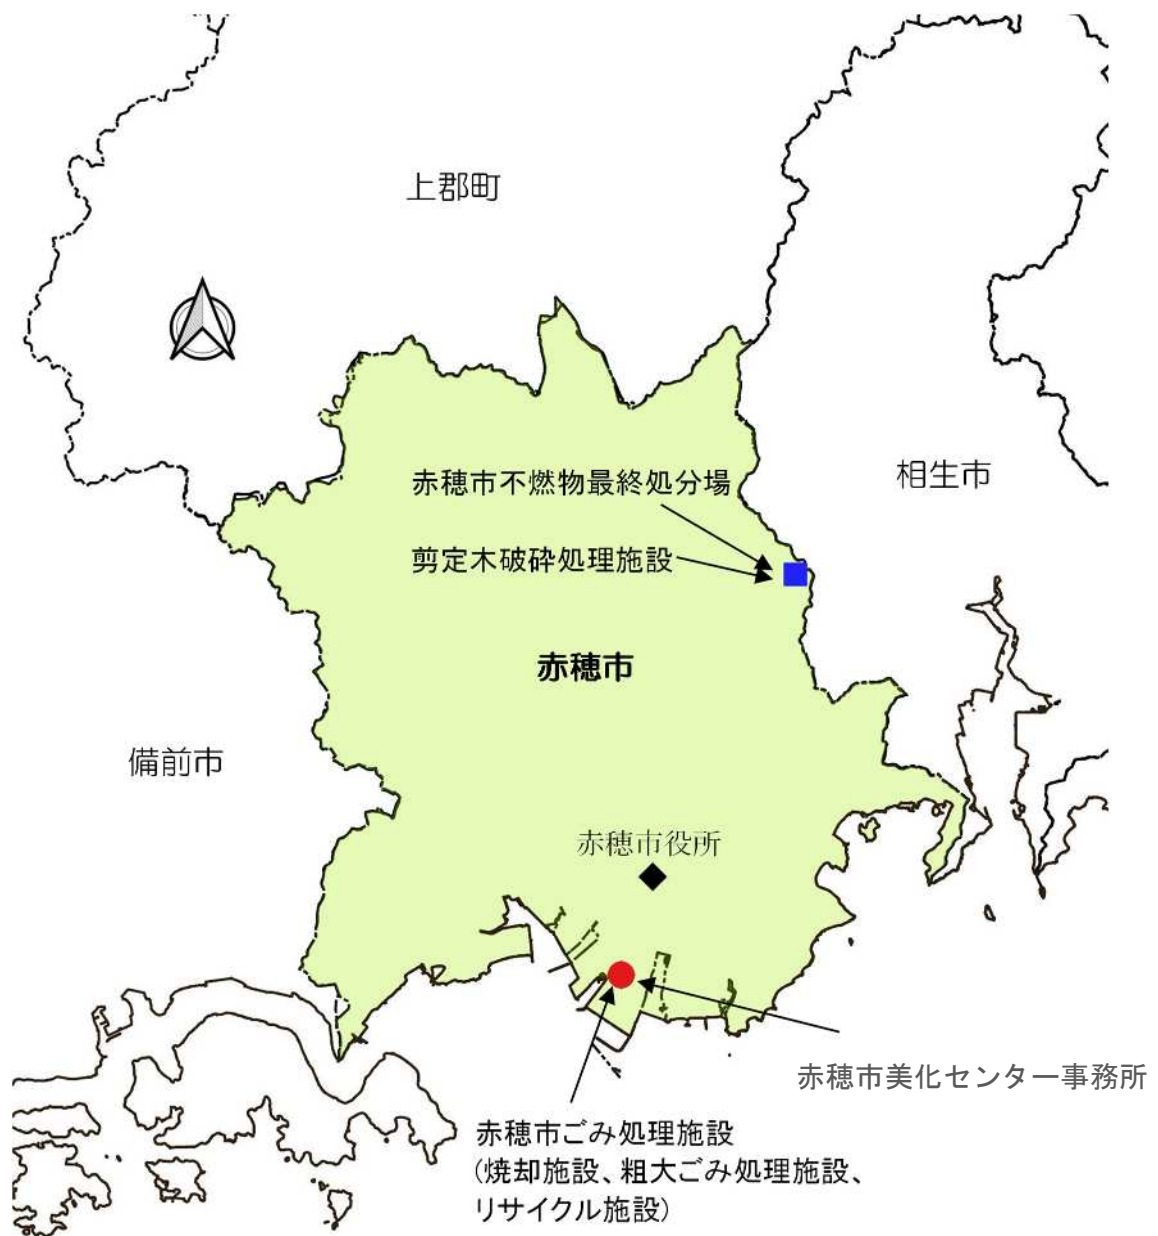 上郡町
相生市
赤穂市不燃物最終処分場
剪定木破砕処理施設
赤穂市
備前市
赤穂市役所
赤穂市美化センター事務所
赤穂市ごみ処理施設
(焼却施設、粗大ごみ処理施設、
リサイクル施設)